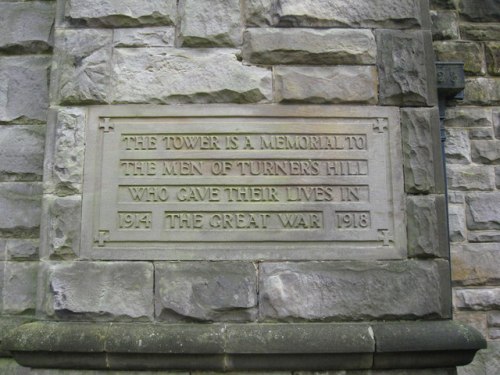 THE TOWER IS A MEMORIAL TO
THE MEN OF TURNER'S HILL
WHO GAVE THEIR LIVES IN
1914 THE GREAT WAR 1918